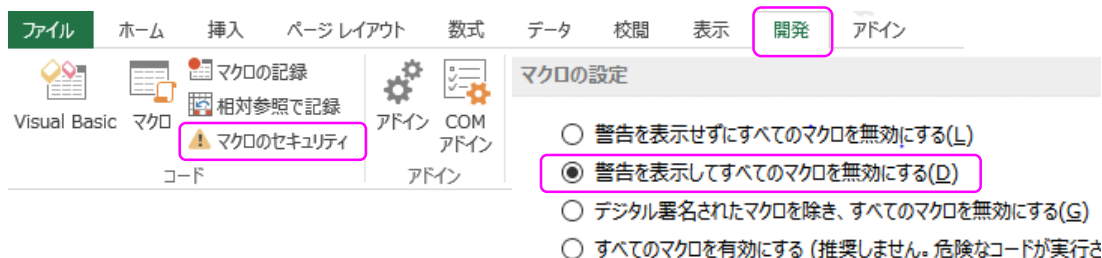 ファイル ホーム 挿入 ページ レイアウト 数式 データ 校閲 表示 開発 アドイン
Visual Basic
マクロ
マクロの記録
相対参照で記録
マクロのセキュリティ
コード
アドイン
COM
アドイン
アドイン
マクロの設定
警告を表示せずにすべてのマクロを無効にする(L)
警告を表示してすべてのマクロを無効にする(D)
デジタル署名されたマクロを除き、すべてのマクロを無効にする(G)
すべてのマクロを有効にする (推奨しません。危険なコードが実行さ